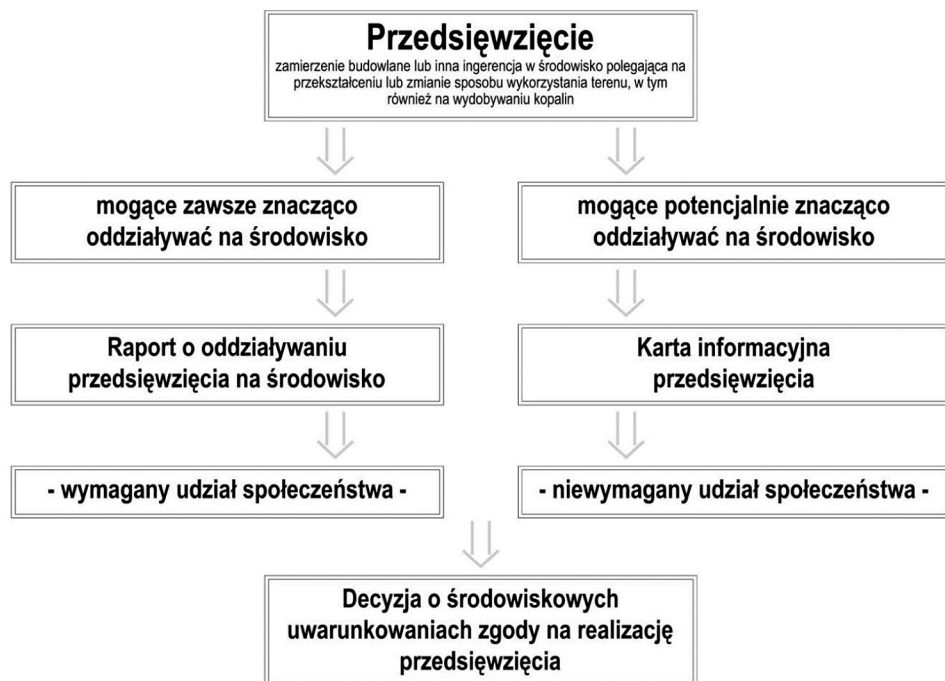 Przedsięwzięcie
zamierzenie budowlane lub inna ingerencja w środowisko polegająca na
przekształceniu lub zmianie sposobu wykorzystania terenu, w tym
również na wydobywaniu kopalin
mogące zawsze znacząco
oddziaływać na środowisko
mogące potencjalnie znacząco
oddziaływać na środowisko
Raport o oddziaływaniu
przedsięwzięcia na środowisko
Karta informacyjna
przedsięwzięcia
- wymagany udział społeczeństwa -
- niewymagany udział społeczeństwa -
Decyzja o środowiskowych
uwarunkowaniach zgody na realizację
przedsięwzięcia